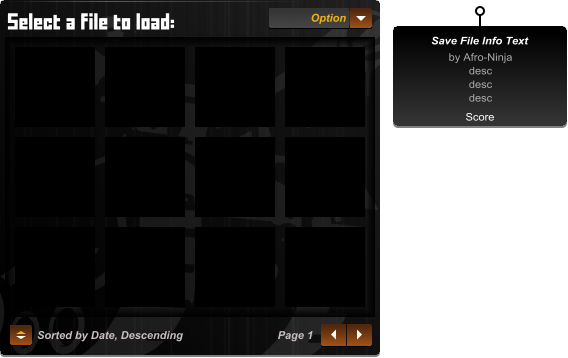 Select a file to load:
Option
Sorted by Date, Descending
Page 1
Save File Info Text
by Afro-Ninja
desc
desc
desc
Score